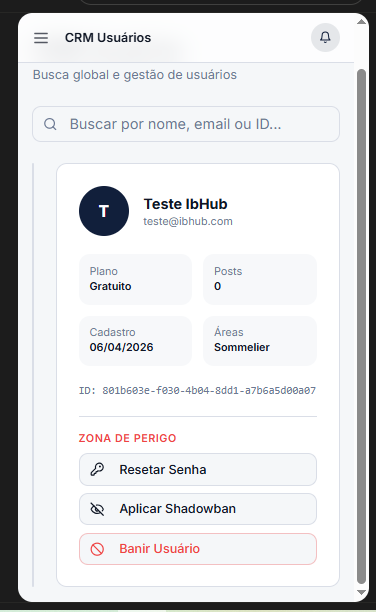 CRM Usuários
Busca global e gestão de usuários
Buscar por nome, email ou ID...
T
Teste IbHub
teste@ibhub.com
Plano
Gratuito
Posts
0
Cadastro
06/04/2026
Áreas
Sommelier
ID: 801b603e-f030-4b04-8dd1-a7b6a5d00a07
ZONA DE PERIGO
Resetar Senha
Aplicar Shadowban
Banir Usuário